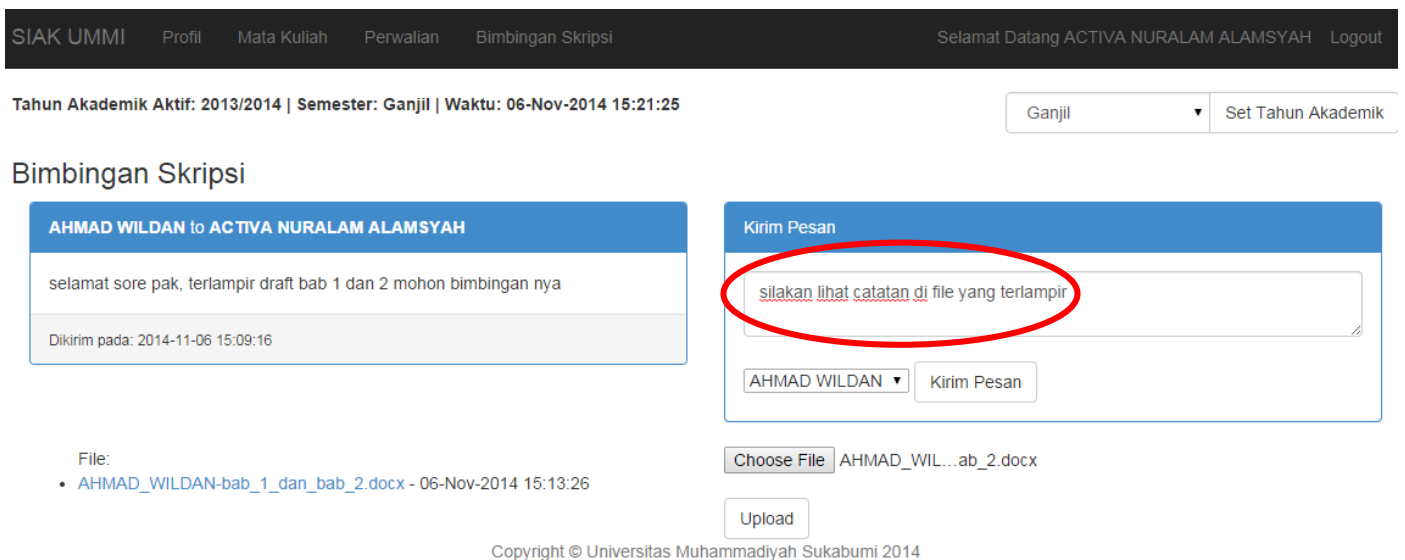 SIAK UMMI Profil Mata Kuliah Perwalian Bimbingan Skripsi Selamat Datang ACTIVA NURALAM ALAMSYAH Logout
Tahun Akademik Aktif: 2013/2014 | Semester: Ganjil | Waktu: 06-Nov-2014 15:21:25
Ganjil Set Tahun Akademik
Bimbingan Skripsi
AHMAD WILDAN to ACTIVA NURALAM ALAMSYAH
selamat sore pak, terlampir draft bab 1 dan 2 mohon bimbingan nya
Dikirim pada: 2014-11-06 15:09:16
Kirim Pesan
silakan lihat catatan di file yang terlampir
AHMAD WILDAN Kirim Pesan
File:
• AHMAD_WILDAN-bab_1_dan_bab_2.docx - 06-Nov-2014 15:13:26
Choose File AHMAD_WIL...ab_2.docx
Upload
Copyright © Universitas Muhammadiyah Sukabumi 2014